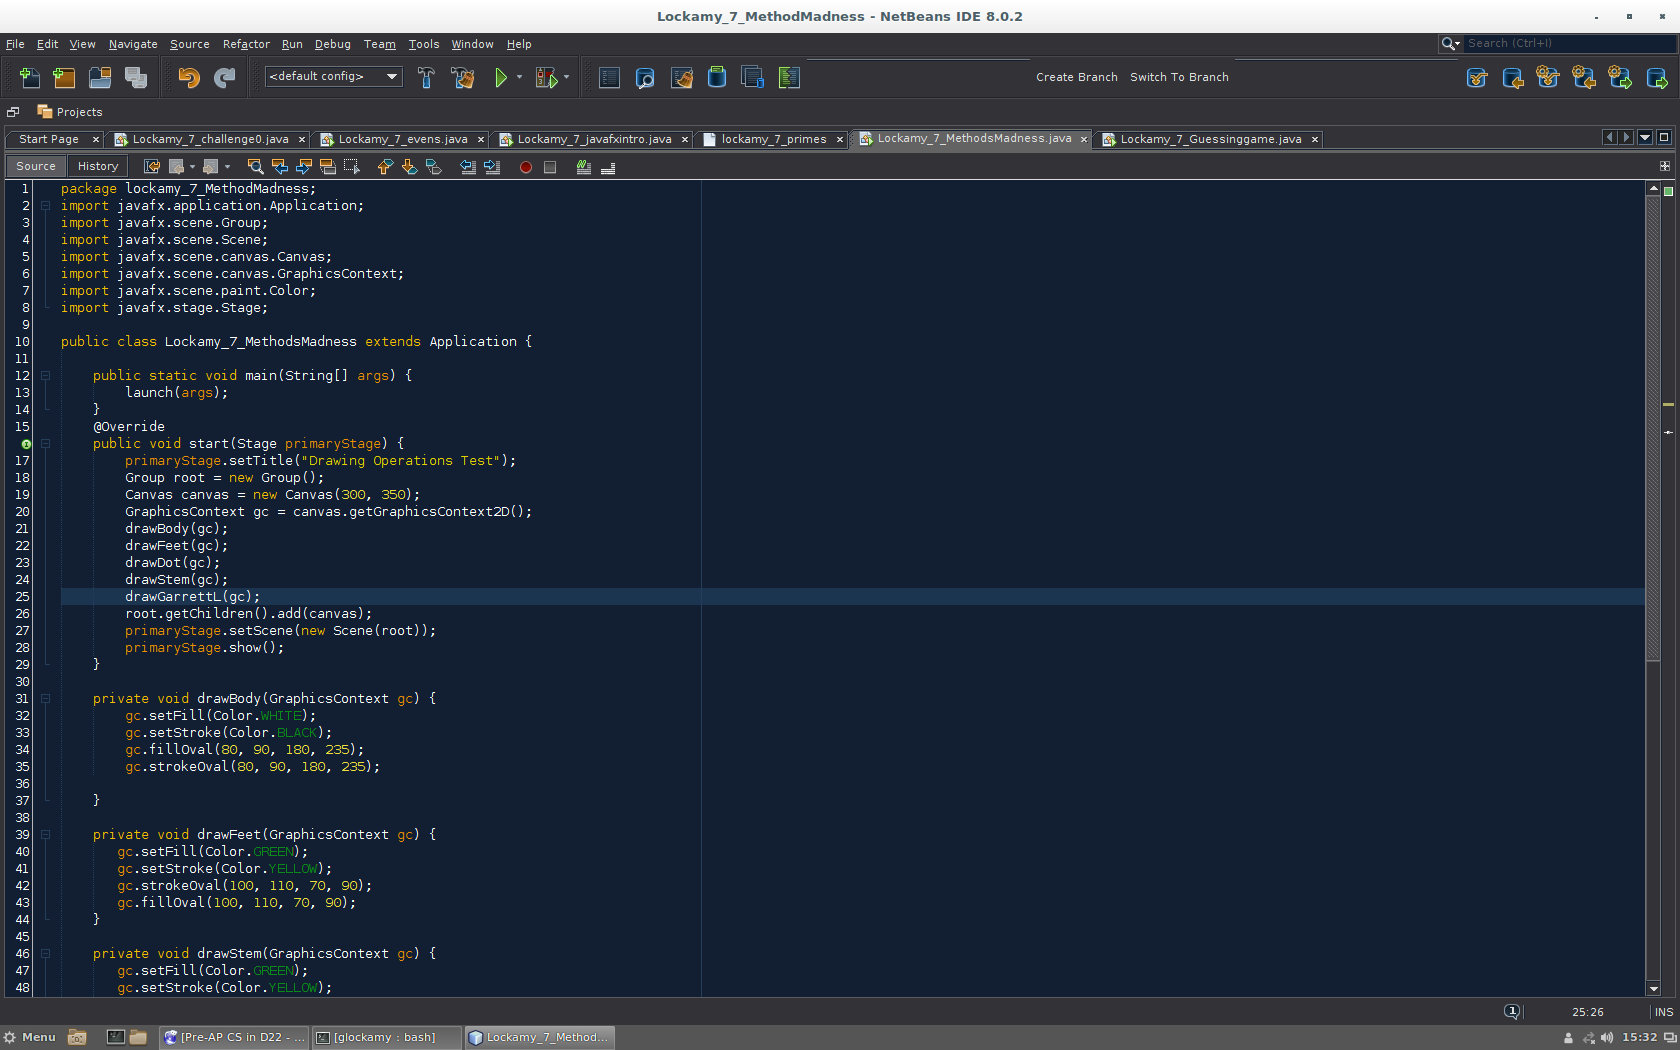 Lockamy_7_MethodMadness - NetBeans IDE 8.0.2
File Edit View Navigate Source Refactor Run Debug Team Tools Window Help
Search (Ctrl+I)
<default config>
Create Branch Switch To Branch
Projects
Start Page Lockamy_7_challenge0.java Lockamy_7_evens.java Lockamy_7_javafxintro.java lockamy_7_primes Lockamy_7_MethodsMadness.java Lockamy_7_Guessinggame.java
Source History
1 package lockamy_7_MethodMadness;
2 import javafx.application.Application;
3 import javafx.scene.Group;
4 import javafx.scene.Scene;
5 import javafx.scene.canvas.Canvas;
6 import javafx.scene.canvas.GraphicsContext;
7 import javafx.scene.paint.Color;
8 import javafx.stage.Stage;
9
10 public class Lockamy_7_MethodsMadness extends Application {
11
12     public static void main(String[] args) {
13         launch(args);
14     }
15     @Override
    public void start(Stage primaryStage) {
17         primaryStage.setTitle("Drawing Operations Test");
18         Group root = new Group();
19         Canvas canvas = new Canvas(300, 350);
20         GraphicsContext gc = canvas.getGraphicsContext2D();
21         drawBody(gc);
22         drawFeet(gc);
23         drawDot(gc);
24         drawStem(gc);
25         drawGarrettL(gc);
26         root.getChildren().add(canvas);
27         primaryStage.setScene(new Scene(root));
28         primaryStage.show();
29     }
30
31     private void drawBody(GraphicsContext gc) {
32         gc.setFill(Color.WHITE);
33         gc.setStroke(Color.BLACK);
34         gc.fillOval(80, 90, 180, 235);
35         gc.strokeOval(80, 90, 180, 235);
36
37     }
38
39     private void drawFeet(GraphicsContext gc) {
40        gc.setFill(Color.GREEN);
41        gc.setStroke(Color.YELLOW);
42        gc.strokeOval(100, 110, 70, 90);
43        gc.fillOval(100, 110, 70, 90);
44     }
45
46     private void drawStem(GraphicsContext gc) {
47        gc.setFill(Color.GREEN);
48        gc.setStroke(Color.YELLOW);
1 25:26 INS
Menu [Pre-AP CS in D22 - ... [glockamy : bash] Lockamy_7_Method... 15:32